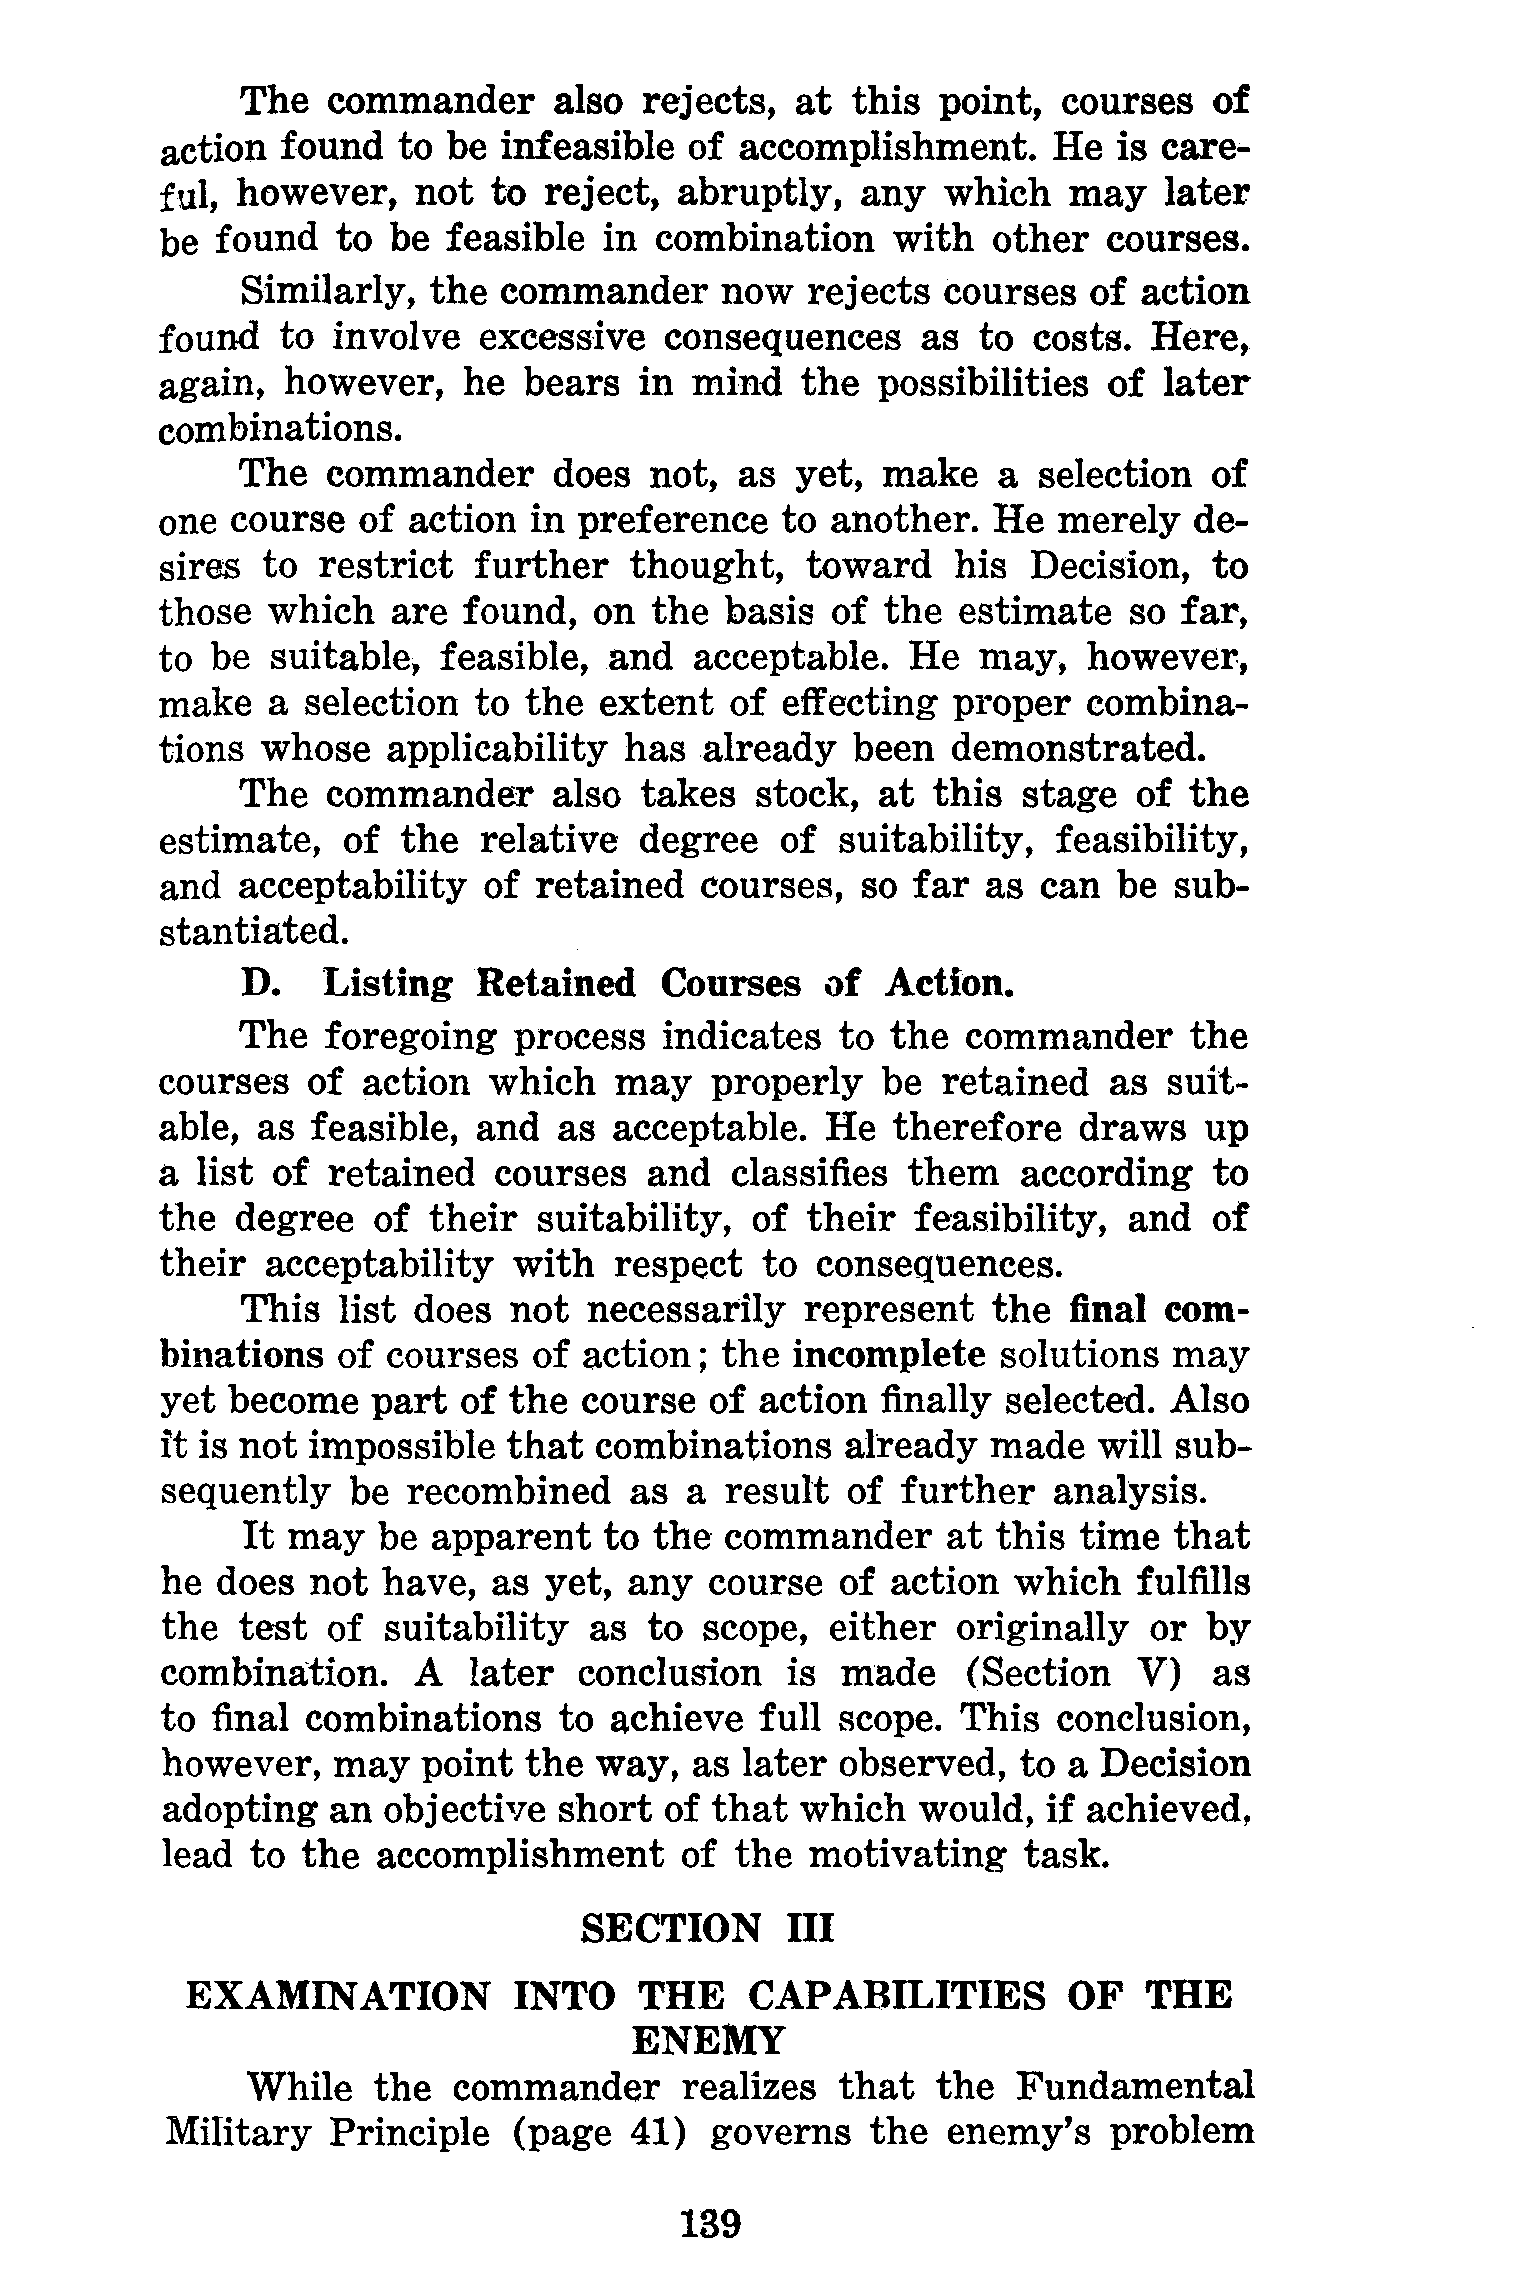 The commander also rejects, at this point, courses of
action found to be infeasible of accomplishment. He is care-
ful, however, not to reject, abruptly, any which may later
be found to be feasible in combination with other courses.
Similarly, the commander now rejects courses of action
found to involve excessive consequences as to costs. Here,
again, however, he bears in mind the possibilities of later
combinations.
The commander does not, as yet, make a selection of
one course of action in preference to another. He merely de-
sires to restrict further thought, toward his Decision, to
those which are found, on the basis of the estimate so far,
to be suitable, feasible, and acceptable. He may, however,
make a selection to the extent of effecting proper combina-
tions whose applicability has already been demonstrated.
The commander also takes stock, at this stage of the
estimate, of the relative degree of suitability, feasibility,
and acceptability of retained courses, so far as can be sub-
stantiated.
D. Listing Retained Courses of Action.
The foregoing process indicates to the commander the
courses of action which may properly be retained as suit-
able, as feasible, and as acceptable. He therefore draws up
a list of retained courses and classifies them according to
the degree of their suitability, of their feasibility, and of
their acceptability with respect to consequences.
This list does not necessarily represent the final com-
binations of courses of action; the incomplete solutions may
yet become part of the course of action finally selected. Also
it is not impossible that combinations already made will sub-
sequently be recombined as a result of further analysis.
It may be apparent to the commander at this time that
he does not have, as yet, any course of action which fulfills
the test of suitability as to scope, either originally or by
combination. A later conclusion is made (Section V) as
to final combinations to achieve full scope. This conclusion,
however, may point the way, as later observed, to a Decision
adopting an objective short of that which would, if achieved,
lead to the accomplishment of the motivating task.
SECTION III
EXAMINATION INTO THE CAPABILITIES OF THE
ENEMY
While the commander realizes that the Fundamental
Military Principle (page 41) governs the enemy's problem
139